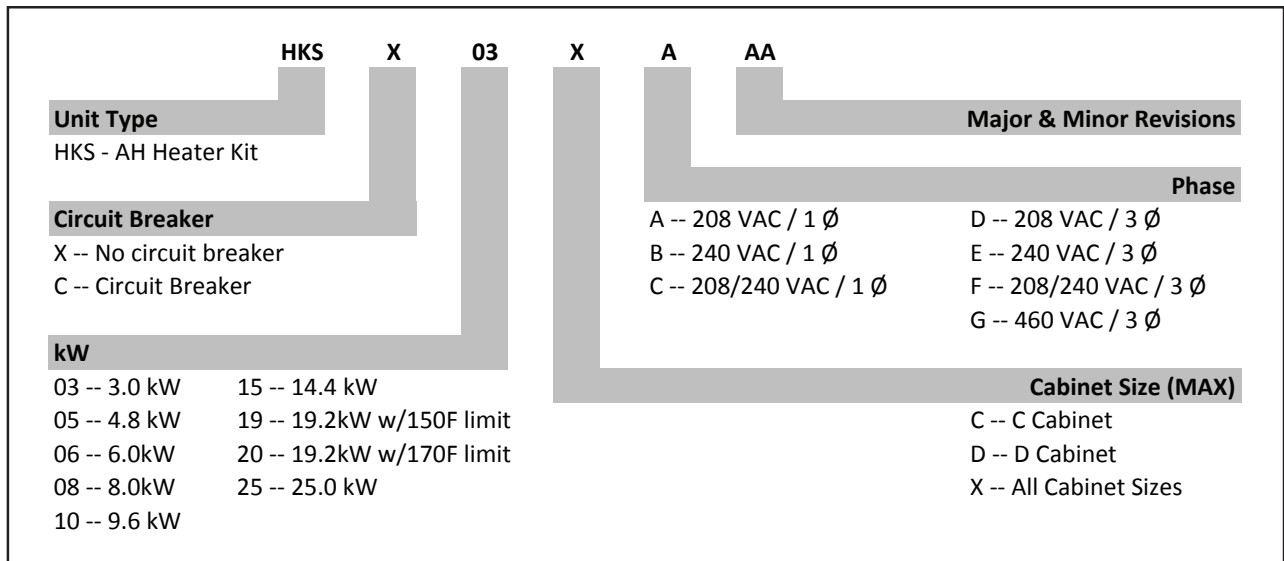 HKS X 03 X A AA
Unit Type
HKS - AH Heater Kit
Major & Minor Revisions
Phase
A -- 208 VAC / 1 Ø D -- 208 VAC / 3 Ø
B -- 240 VAC / 1 Ø E -- 240 VAC / 3 Ø
C -- 208/240 VAC / 1 Ø F -- 208/240 VAC / 3 Ø
G -- 460 VAC / 3 Ø
Circuit Breaker
X -- No circuit breaker
C -- Circuit Breaker
kW
03 -- 3.0 kW 15 -- 14.4 kW
05 -- 4.8 kW 19 -- 19.2kW w/150F limit
06 -- 6.0kW 20 -- 19.2kW w/170F limit
08 -- 8.0kW 25 -- 25.0 kW
10 -- 9.6 kW
Cabinet Size (MAX)
C -- C Cabinet
D -- D Cabinet
X -- All Cabinet Sizes